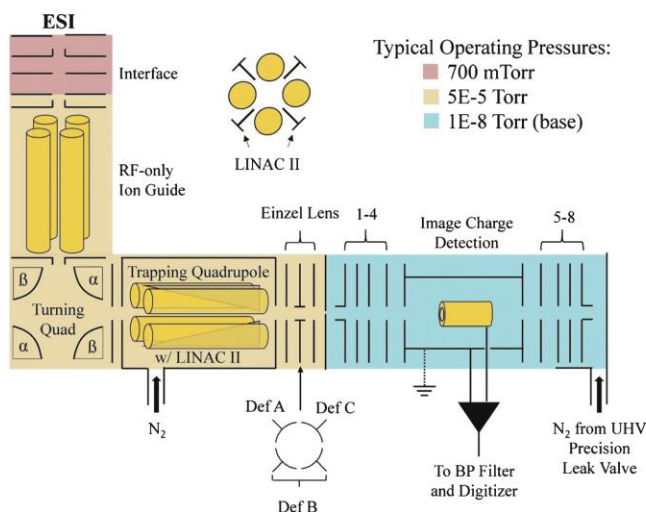 ESI
Interface
RF-only
Ion Guide
LINAC II
Typical Operating Pressures:
700 mTorr
5E-5 Torr
1E-8 Torr (base)
β
α
Turning
Quad
α
β
Trapping Quadrupole
w/ LINAC II
Einzel Lens
1-4
Image Charge
Detection
5-8
N₂
Def A
Def C
Def B
To BP Filter
and Digitizer
N₂ from UHV
Precision
Leak Valve